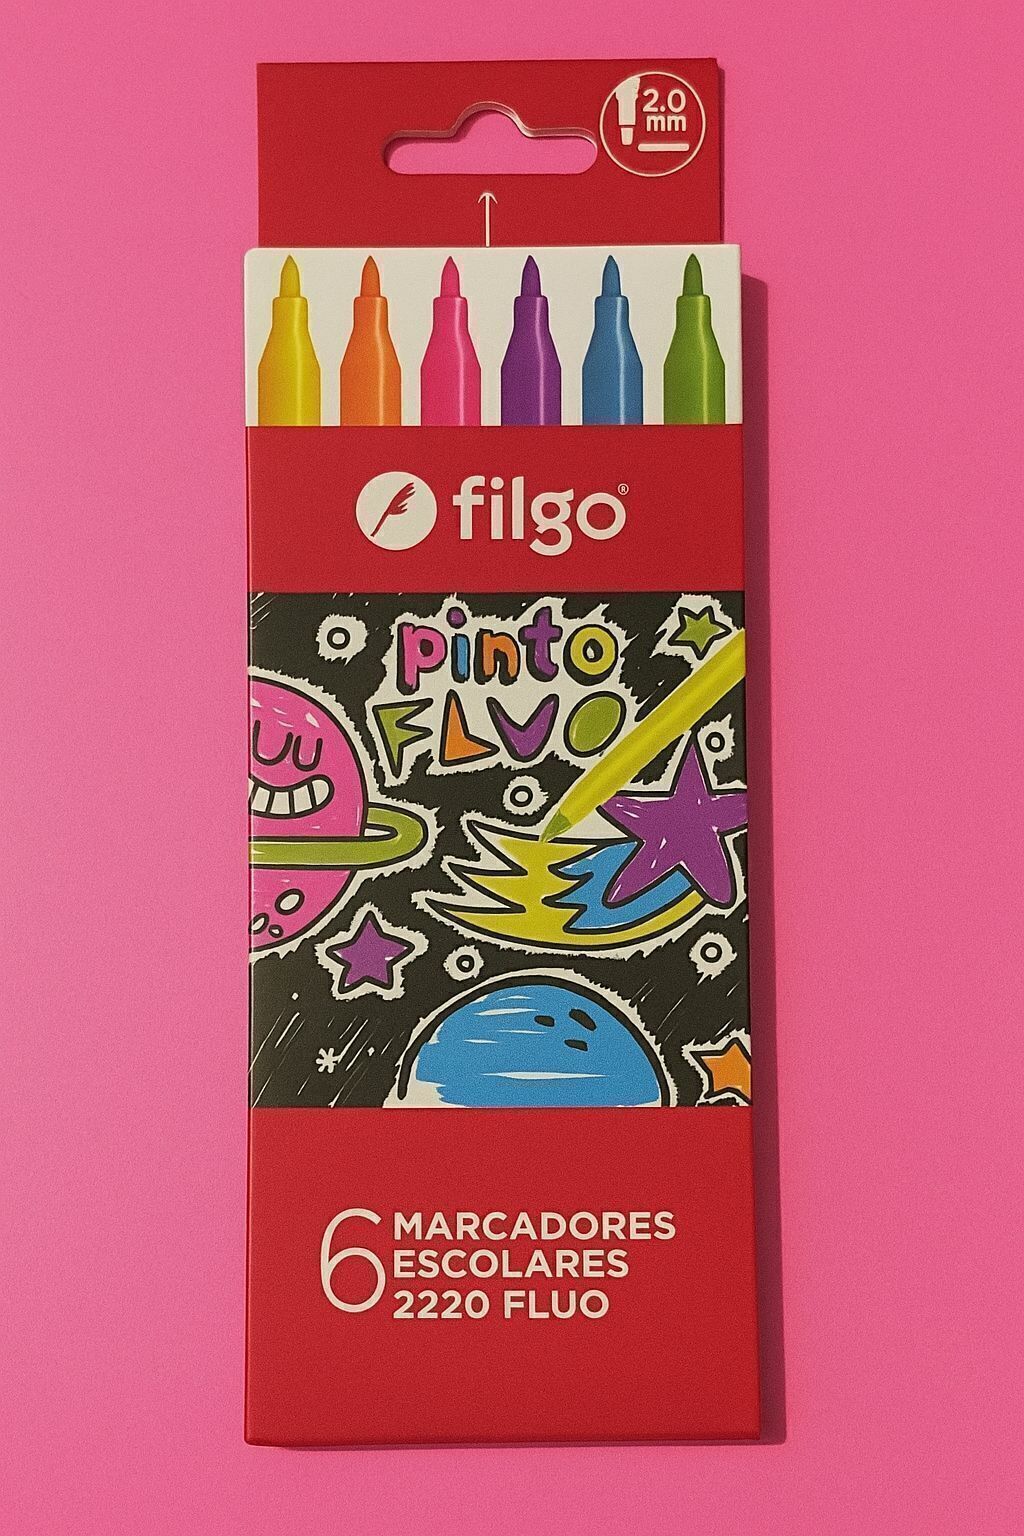 2.0
mm
filgo®
pinto
FLUO
6 MARCADORES
ESCOLARES
2220 FLUO